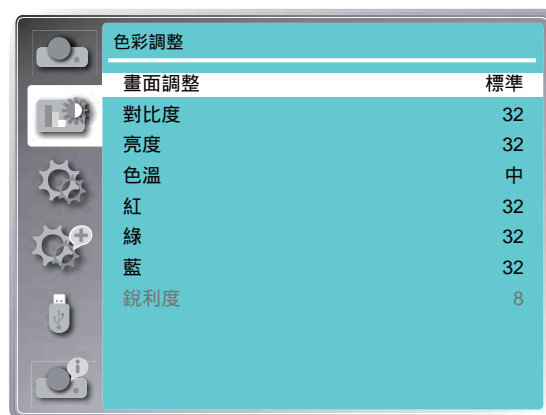 色彩調整
畫面調整 標準
對比度 32
亮度 32
色溫 中
紅 32
綠 32
藍 32
銳利度 8